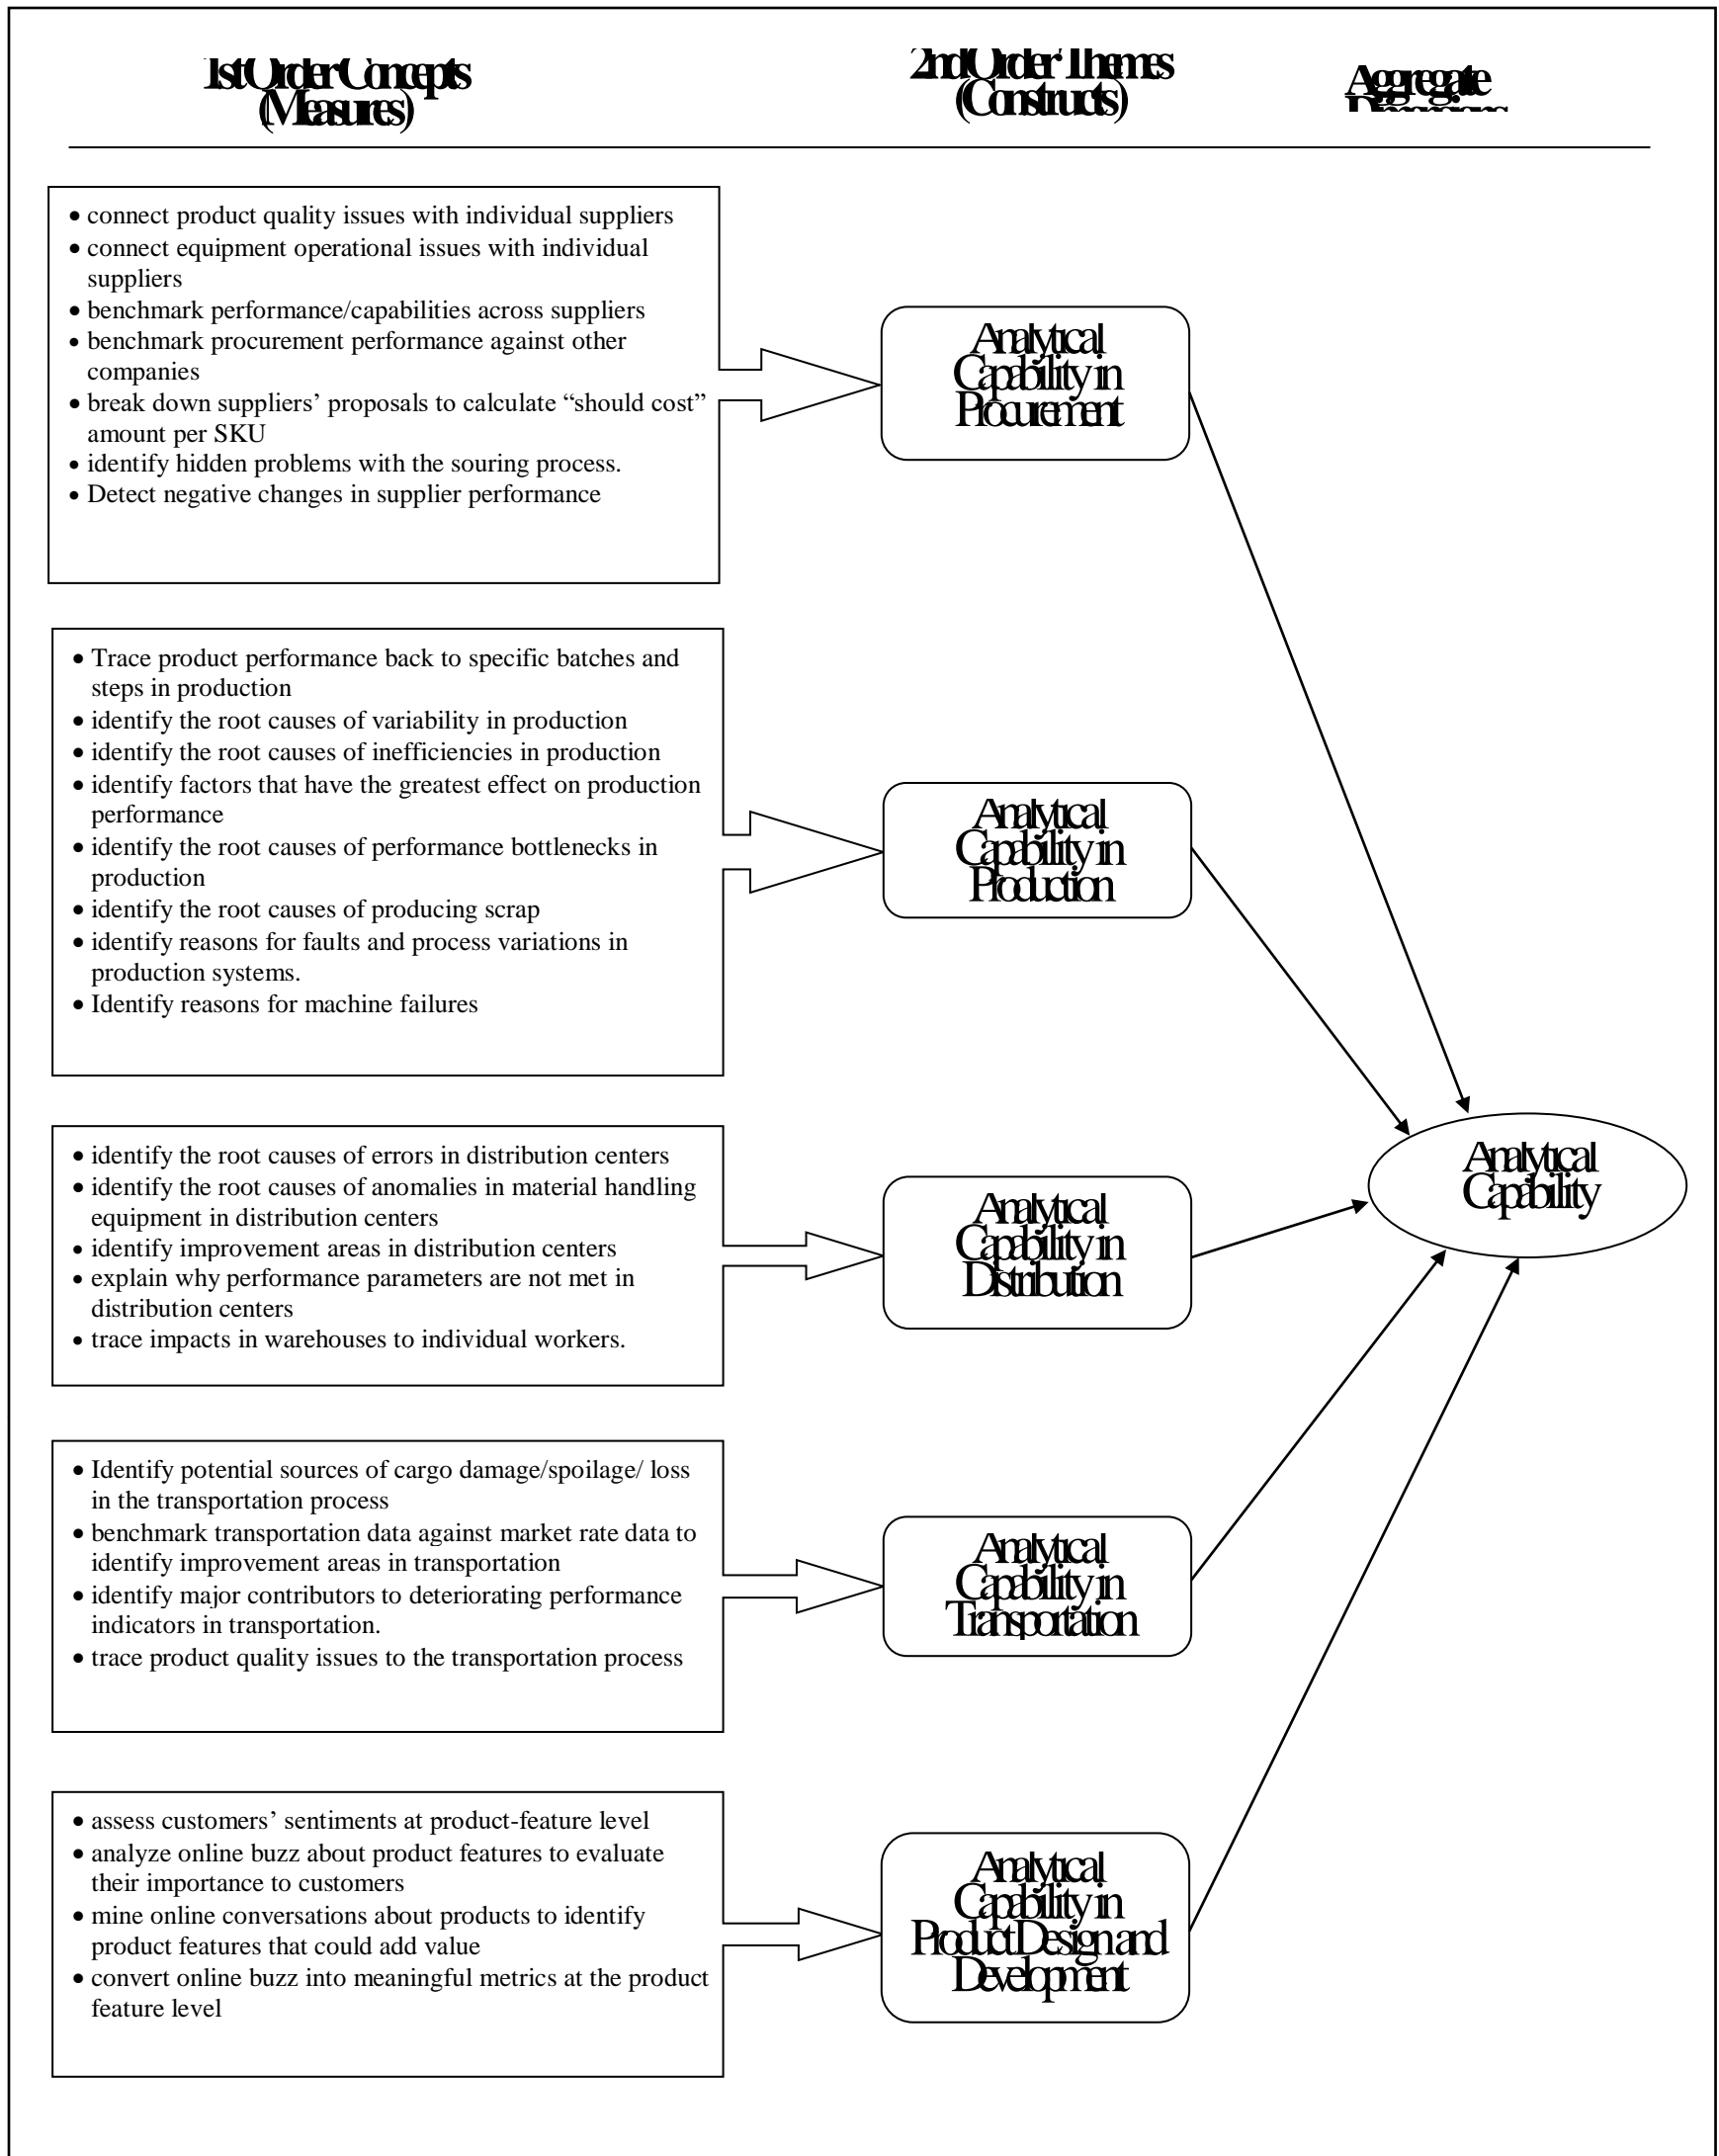 1st Order Concepts
(Measures)
2nd Order Themes
(Constructs)
Aggregate
Dimensions
• connect product quality issues with individual suppliers
• connect equipment operational issues with individual
suppliers
• benchmark performance/capabilities across suppliers
• benchmark procurement performance against other
companies
• break down suppliers’ proposals to calculate “should cost”
amount per SKU
• identify hidden problems with the souring process.
• Detect negative changes in supplier performance
Analytical
Capability in
Procurement
• Trace product performance back to specific batches and
steps in production
• identify the root causes of variability in production
• identify the root causes of inefficiencies in production
• identify factors that have the greatest effect on production
performance
• identify the root causes of performance bottlenecks in
production
• identify the root causes of producing scrap
• identify reasons for faults and process variations in
production systems.
• Identify reasons for machine failures
Analytical
Capability in
Production
• identify the root causes of errors in distribution centers
• identify the root causes of anomalies in material handling
equipment in distribution centers
• identify improvement areas in distribution centers
• explain why performance parameters are not met in
distribution centers
• trace impacts in warehouses to individual workers.
Analytical
Capability in
Distribution
Analytical
Capability
• Identify potential sources of cargo damage/spoilage/ loss
in the transportation process
• benchmark transportation data against market rate data to
identify improvement areas in transportation
• identify major contributors to deteriorating performance
indicators in transportation.
• trace product quality issues to the transportation process
Analytical
Capability in
Transportation
• assess customers’ sentiments at product-feature level
• analyze online buzz about product features to evaluate
their importance to customers
• mine online conversations about products to identify
product features that could add value
• convert online buzz into meaningful metrics at the product
feature level
Analytical
Capability in
Product Design and
Development